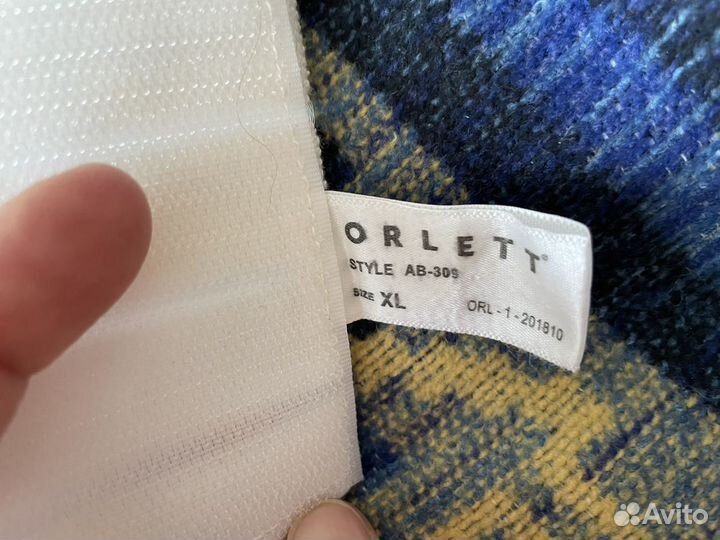 ORLETT®
STYLE AB-309
SIZE XL
ORL-1-201810
Avito